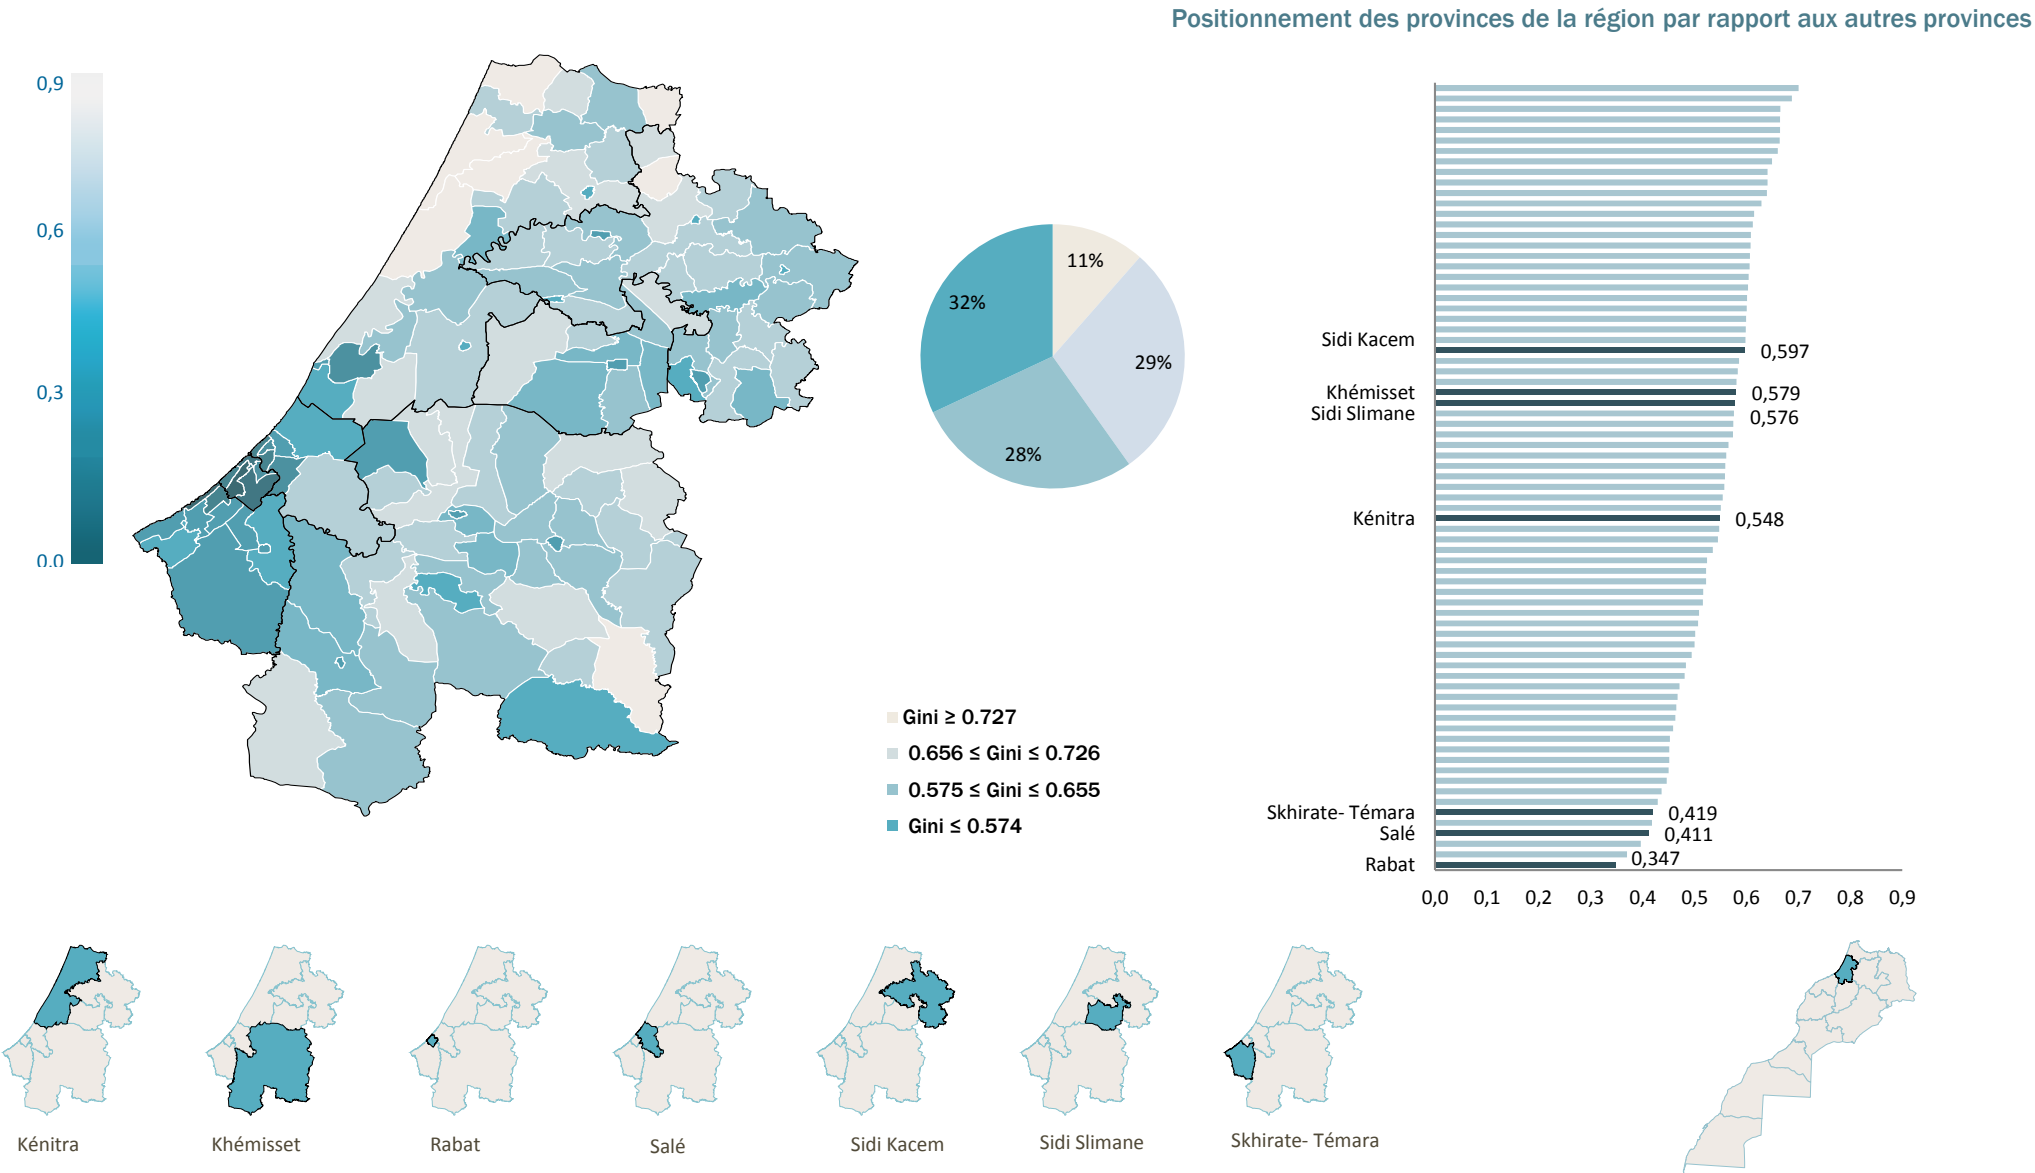 Positionnement des provinces de la région par rapport aux autres provinces
0,9
0,6
0,3
0.0
11%
29%
28%
32%
Gini ≥ 0.727
0.656 ≤ Gini ≤ 0.726
0.575 ≤ Gini ≤ 0.655
Gini ≤ 0.574
Sidi Kacem 0,597
Khémisset 0,579
Sidi Slimane 0,576
Kénitra 0,548
Skhirate- Témara 0,419
Salé 0,411
Rabat 0,347
0,0 0,1 0,2 0,3 0,4 0,5 0,6 0,7 0,8 0,9
Kénitra Khémisset Rabat Salé Sidi Kacem Sidi Slimane Skhirate- Témara